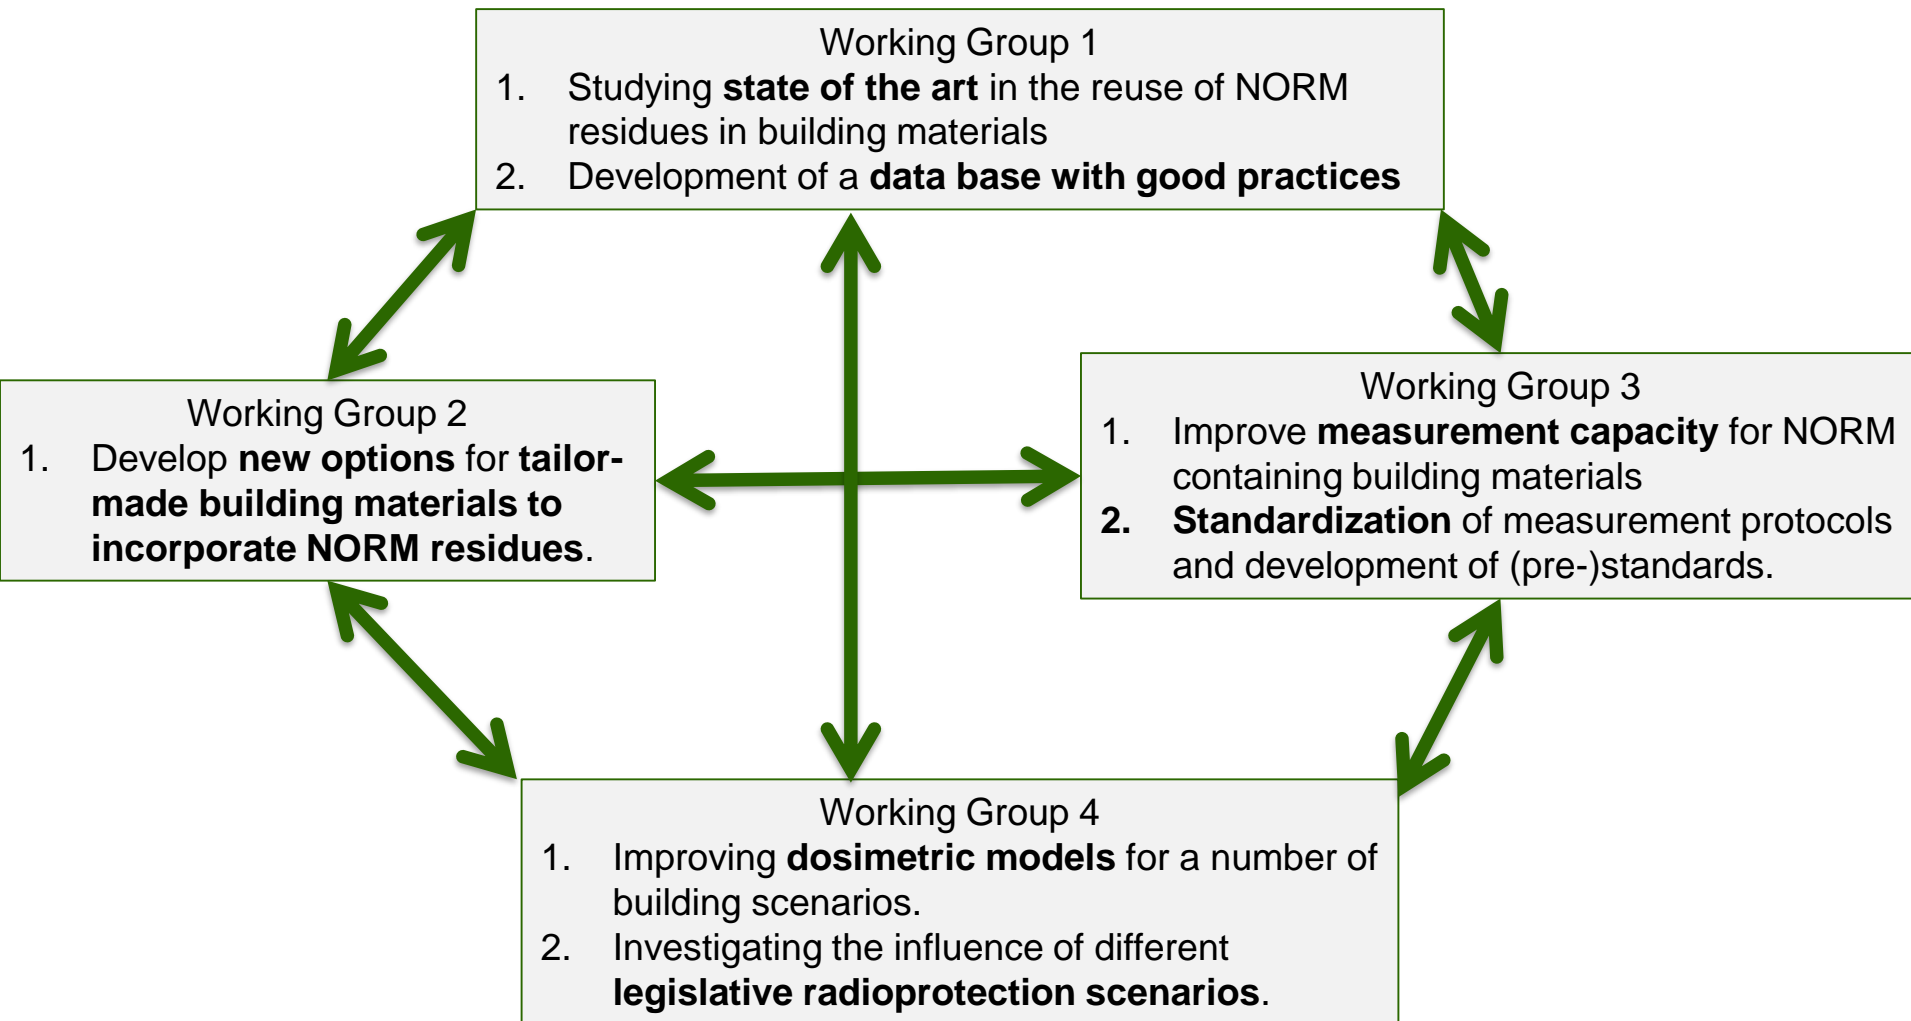 Working Group 1
1. Studying state of the art in the reuse of NORM
residues in building materials
2. Development of a data base with good practices
Working Group 2
1. Develop new options for tailor-
made building materials to
incorporate NORM residues.
Working Group 3
1. Improve measurement capacity for NORM
containing building materials
2. Standardization of measurement protocols
and development of (pre-)standards.
Working Group 4
1. Improving dosimetric models for a number of
building scenarios.
2. Investigating the influence of different
legislative radioprotection scenarios.